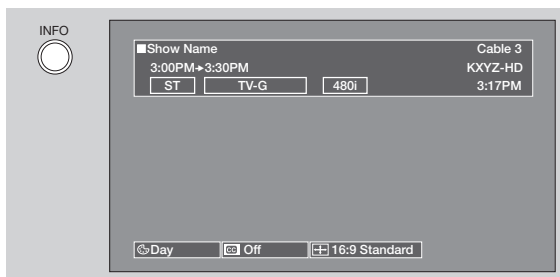 INFO
Show Name Cable 3
3:00PM→3:30PM KXYZ-HD
ST TV-G 480i 3:17PM
Day CC Off 16:9 Standard